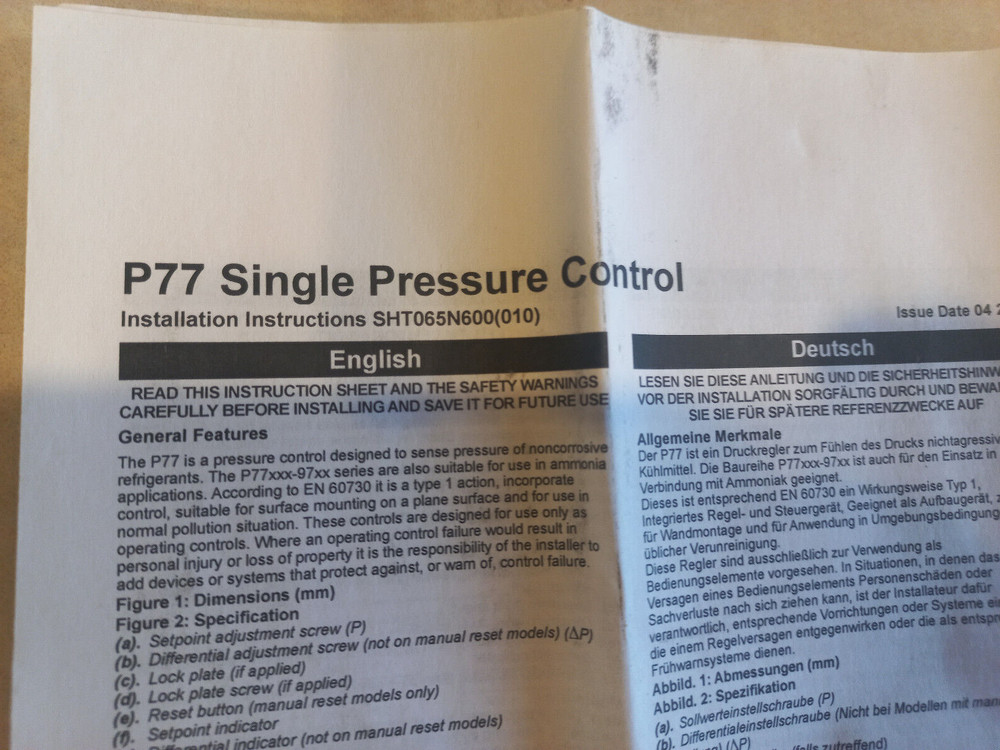 P77 Single Pressure Control
Installation Instructions SHT065N600(010)
Issue Date 04
English
READ THIS INSTRUCTION SHEET AND THE SAFETY WARNINGS
CAREFULLY BEFORE INSTALLING AND SAVE IT FOR FUTURE USE
General Features
The P77 is a pressure control designed to sense pressure of noncorrosive
refrigerants. The P77xxx-97xx series are also suitable for use in ammonia
applications. According to EN 60730 it is a type 1 action, incorporate
control, suitable for surface mounting on a plane surface and for use in
normal pollution situation. These controls are designed for use only as
operating controls. Where an operating control failure would result in
personal injury or loss of property it is the responsibility of the installer to
add devices or systems that protect against, or warn of, control failure.
Figure 1: Dimensions (mm)
Figure 2: Specification
(a). Setpoint adjustment screw (P)
(b). Differential adjustment screw (not on manual reset models) (ΔP)
(c). Lock plate (if applied)
(d). Lock plate screw (if applied)
(e). Reset button (manual reset models only)
(f). Setpoint indicator
Differential indicator (not on manual reset models)
Deutsch
LESEN SIE DIESE ANLEITUNG UND DIE SICHERHEITSHINW
VOR DER INSTALLATION SORGFÄLTIG DURCH UND BEWA
SIE SIE FÜR SPÄTERE REFERENZZWECKE AUF
Allgemeine Merkmale
Der P77 ist ein Druckregler zum Fühlen des Drucks nichtagressiv
Kühlmittel. Die Baureihe P77xxx-97xx ist auch für den Einsatz in
Verbindung mit Ammoniak geeignet.
Dieses ist entsprechend EN 60730 ein Wirkungsweise Typ 1,
Integriertes Regel- und Steuergerät, Geeignet als Aufbaugerät, z
für Wandmontage und für Anwendung in Umgebungsbedingung
üblicher Verunreinigung.
Diese Regler sind ausschließlich zur Verwendung als
Bedienungselemente vorgesehen. In Situationen, in denen das
Versagen eines Bedienungselements Personenschäden oder
Sachverluste nach sich ziehen kann, ist der Installateur dafür
verantwortlich, entsprechende Vorrichtungen oder Systeme ei
die einem Regelversagen entgegenwirken oder die als entspre
Frühwarnsysteme dienen.
Abbild. 1: Abmessungen (mm)
Abbild. 2: Spezifikation
(a). Sollwerteinstellschraube (P)
(b). Differentialeinstellschraube (Nicht bei Modellen mit man
(ΔP)
(falls zutreffend)